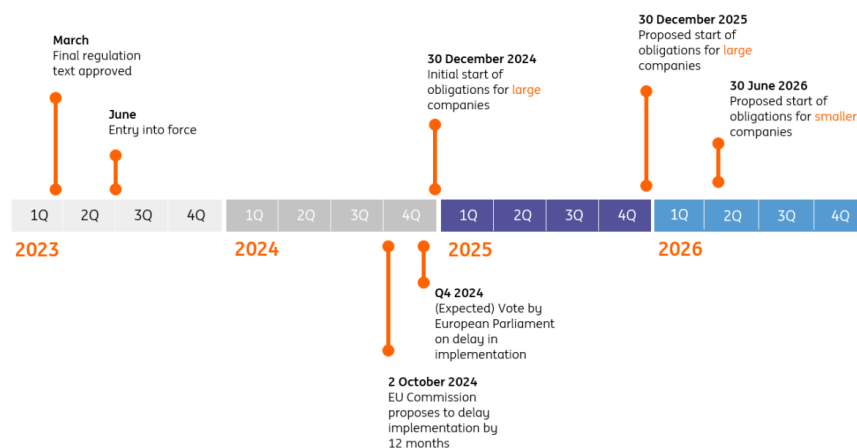 March
Final regulation
text approved
June
Entry into force
30 December 2024
Initial start of
obligations for large
companies
30 December 2025
Proposed start of
obligations for large
companies
30 June 2026
Proposed start of
obligations for smaller
companies
1Q 2Q 3Q 4Q 1Q 2Q 3Q 4Q 1Q 2Q 3Q 4Q 1Q 2Q 3Q 4Q
2023 2024 2025 2026
Q4 2024
(Expected) Vote by
European Parliament
on delay in
implementation
2 October 2024
EU Commission
proposes to delay
implementation by
12 months